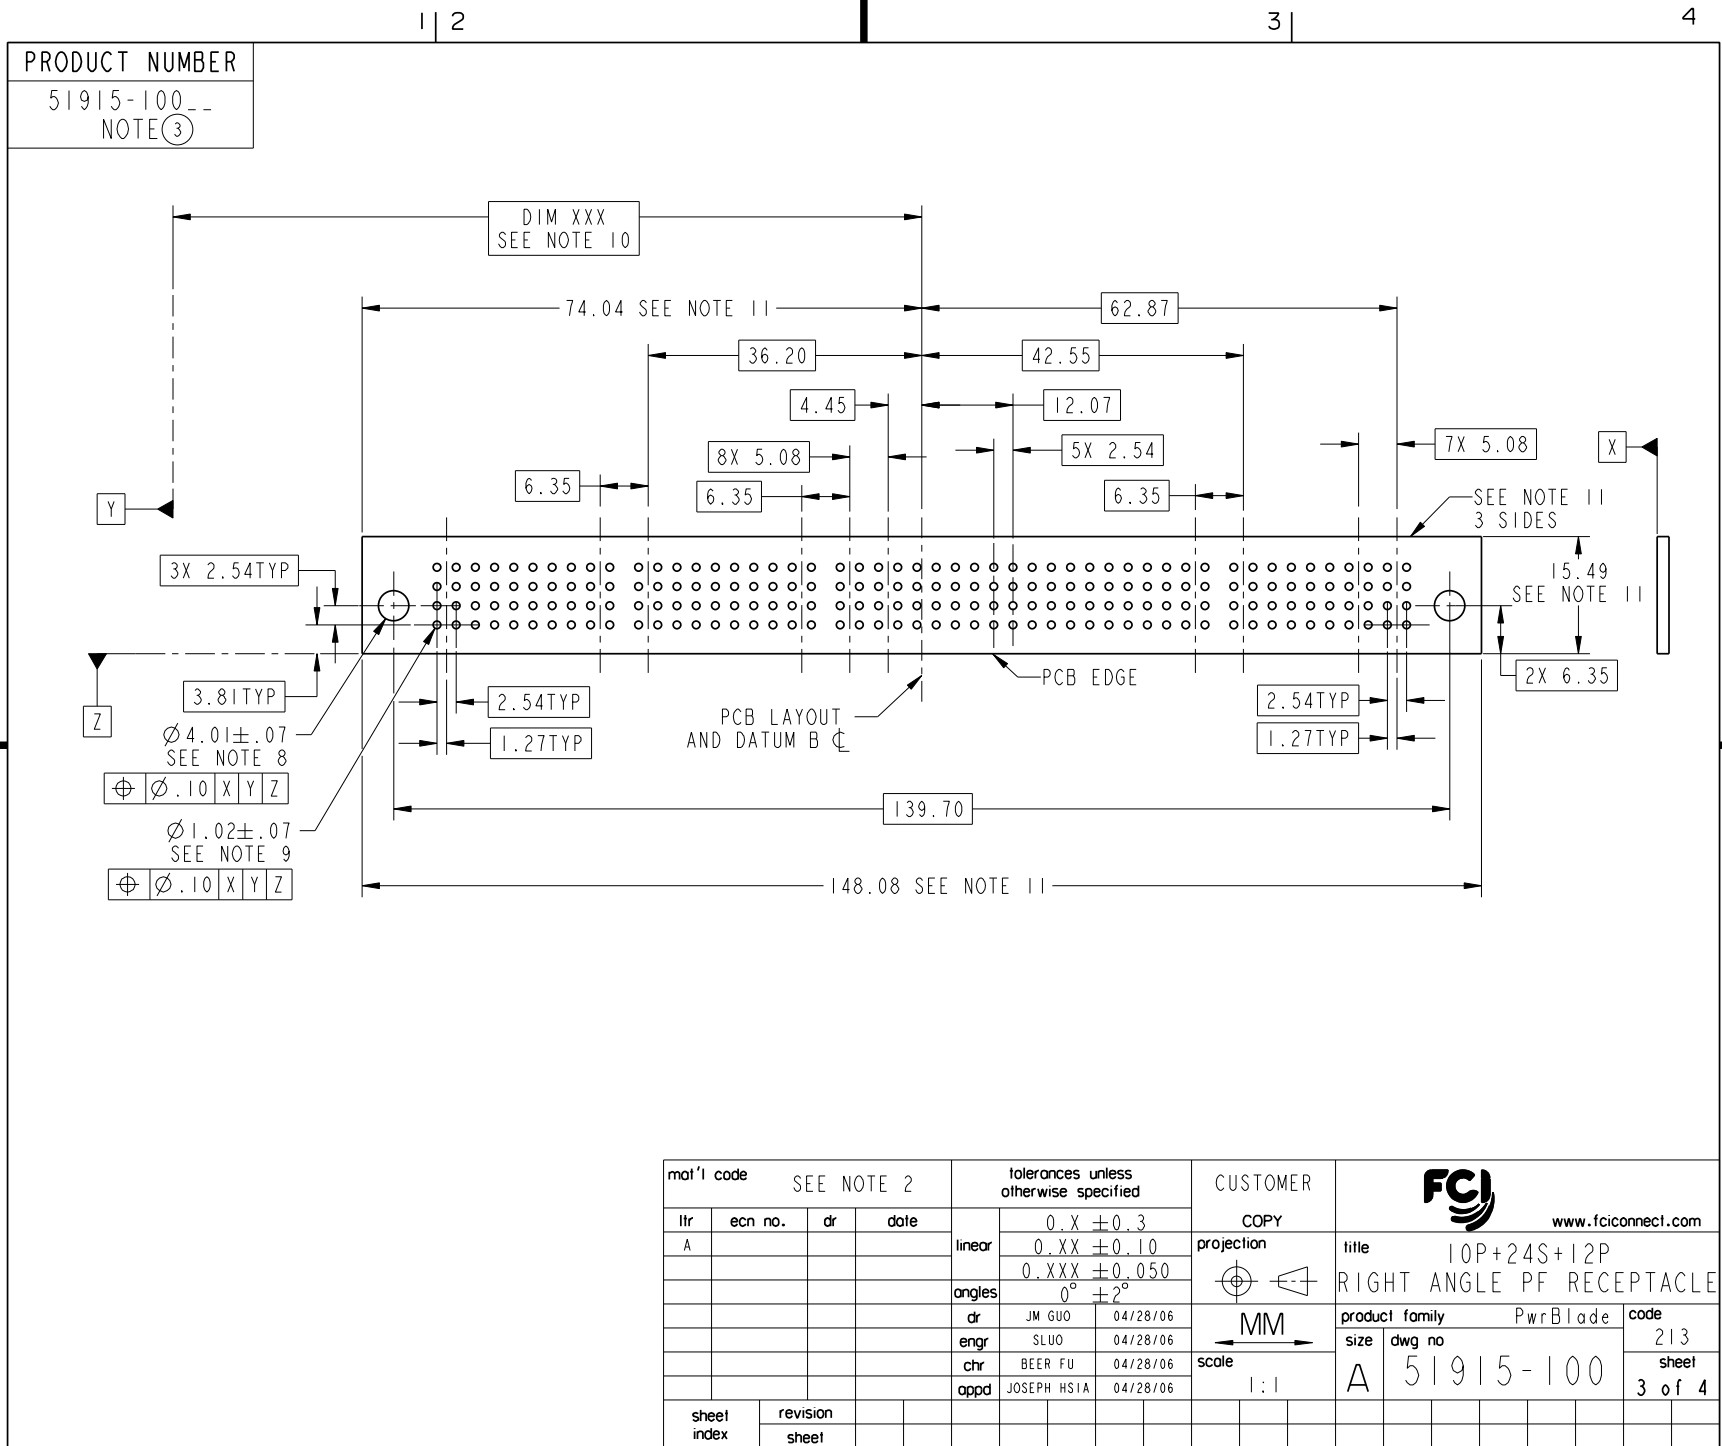 1 2 3 4
PRODUCT NUMBER
51915-100__
NOTE 3
DIM XXX
SEE NOTE 10
74.04 SEE NOTE 11
62.87
36.20
42.55
4.45
12.07
8X 5.08
5X 2.54
7X 5.08
X
6.35
6.35
6.35
Y
SEE NOTE 11
3 SIDES
3X 2.54TYP
15.49
SEE NOTE 11
3.81TYP
Z
2.54TYP
PCB EDGE
2X 6.35
2.54TYP
PCB LAYOUT
AND DATUM B ℄
1.27TYP
1.27TYP
Ø4.01±.07
SEE NOTE 8
⌖ Ø.10 X Y Z
139.70
Ø1.02±.07
SEE NOTE 9
⌖ Ø.10 X Y Z
148.08 SEE NOTE 11
mat'l code SEE NOTE 2
ltr ecn no. dr date
A
tolerances unless
otherwise specified
linear
0.X ±0.3
0.XX ±0.10
0.XXX ±0.050
angles 0° ±2°
dr JM GUO 04/28/06
engr SLUO 04/28/06
chr BEER FU 04/28/06
appd JOSEPH HSIA 04/28/06
CUSTOMER
COPY
projection
MM
scale
1:1
FCI
www.fciconnect.com
title 10P+24S+12P
RIGHT ANGLE PF RECEPTACLE
product family PwrBlade
code
213
size
A
dwg no
51915-100
sheet
3 of 4
sheet
index
revision
sheet